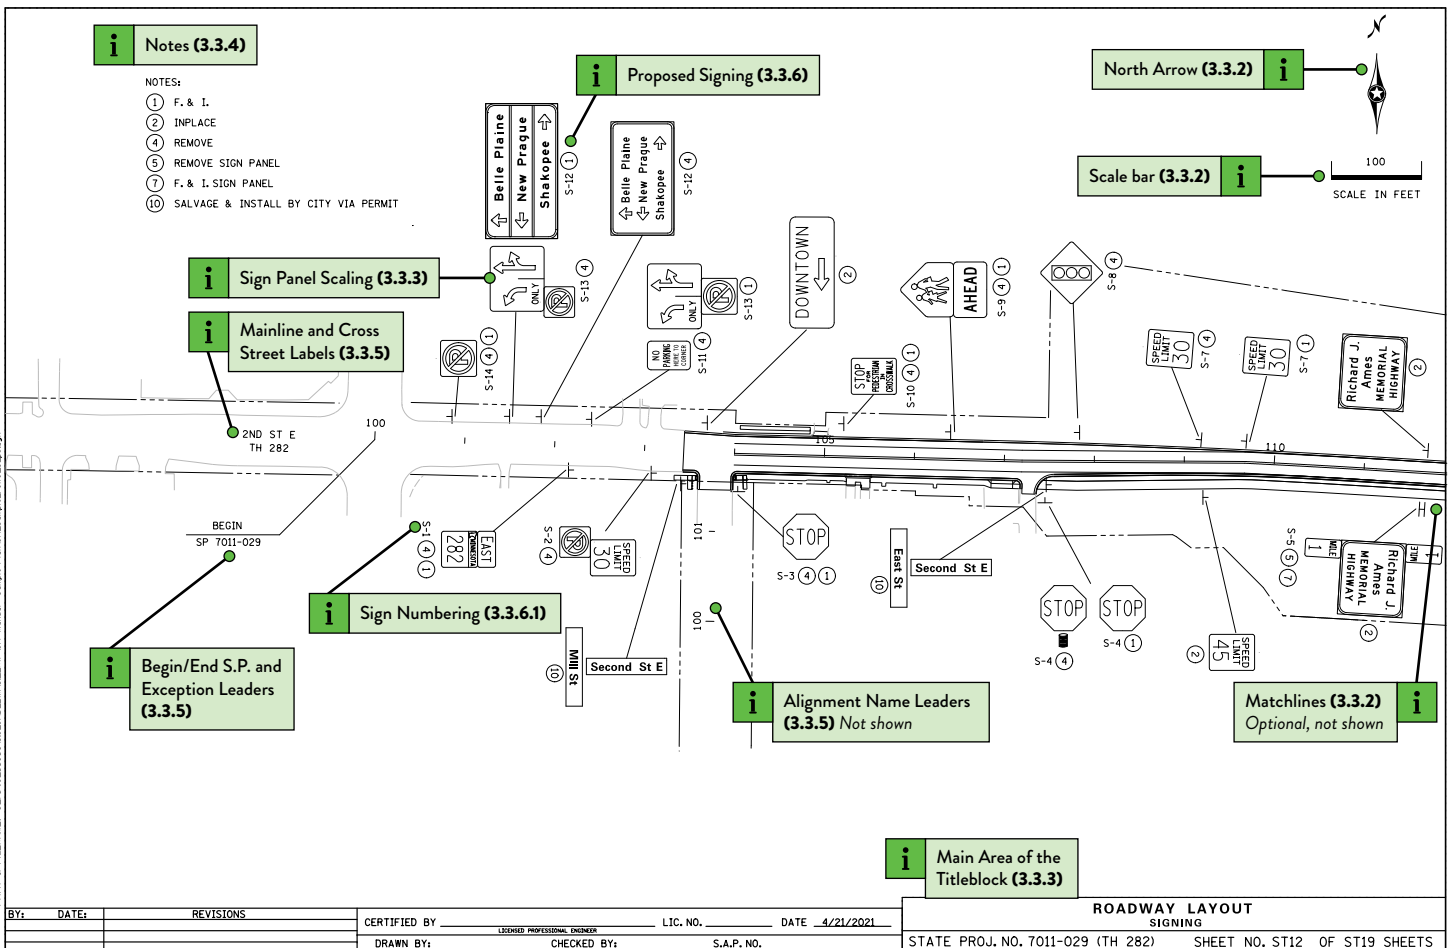 Notes (3.3.4)
NOTES:
1 F. & I.
2 INPLACE
4 REMOVE
5 REMOVE SIGN PANEL
7 F. & I. SIGN PANEL
10 SALVAGE & INSTALL BY CITY VIA PERMIT
Proposed Signing (3.3.6)
North Arrow (3.3.2)
N
Scale bar (3.3.2)
100
SCALE IN FEET
Belle Plaine
New Prague
Shakopee
S-12 1
Belle Plaine
New Prague
Shakopee
S-12 4
Sign Panel Scaling (3.3.3)
ONLY
S-13 4
ONLY
S-13 1
DOWNTOWN
2
AHEAD
S-9 4 1
S-8 4
Mainline and Cross
Street Labels (3.3.5)
S-14 4 1
NO
PARKING
HERE TO
CORNER
S-11 4
STOP
FOR
PEDESTRIAN
IN
CROSSWALK
S-10 4 1
SPEED
LIMIT
30
S-7 4
SPEED
LIMIT
30
S-7 1
Richard J.
Ames
MEMORIAL
HIGHWAY
2
2ND ST E
TH 282
100
105
110
BEGIN
SP 7011-029
S-1 4 1
EAST
MINNESOTA
282
S-2 4
SPEED
LIMIT
30
101
100
STOP
S-3 4 1
East St
10
Second St E
STOP
S-4 4
STOP
S-4 1
2
SPEED
LIMIT
45
S-5 5 7
MILE
1
MILE
1
Richard J.
Ames
MEMORIAL
HIGHWAY
2
Sign Numbering (3.3.6.1)
Mill St
10
Second St E
Begin/End S.P. and
Exception Leaders
(3.3.5)
Alignment Name Leaders
(3.3.5) Not shown
Matchlines (3.3.2)
Optional, not shown
Main Area of the
Titleblock (3.3.3)
BY: DATE: REVISIONS
CERTIFIED BY LIC. NO. DATE 4/21/2021
LICENSED PROFESSIONAL ENGINEER
DRAWN BY: CHECKED BY: S.A.P. NO.
ROADWAY LAYOUT
SIGNING
STATE PROJ. NO. 7011-029 (TH 282) SHEET NO. ST12 OF ST19 SHEETS